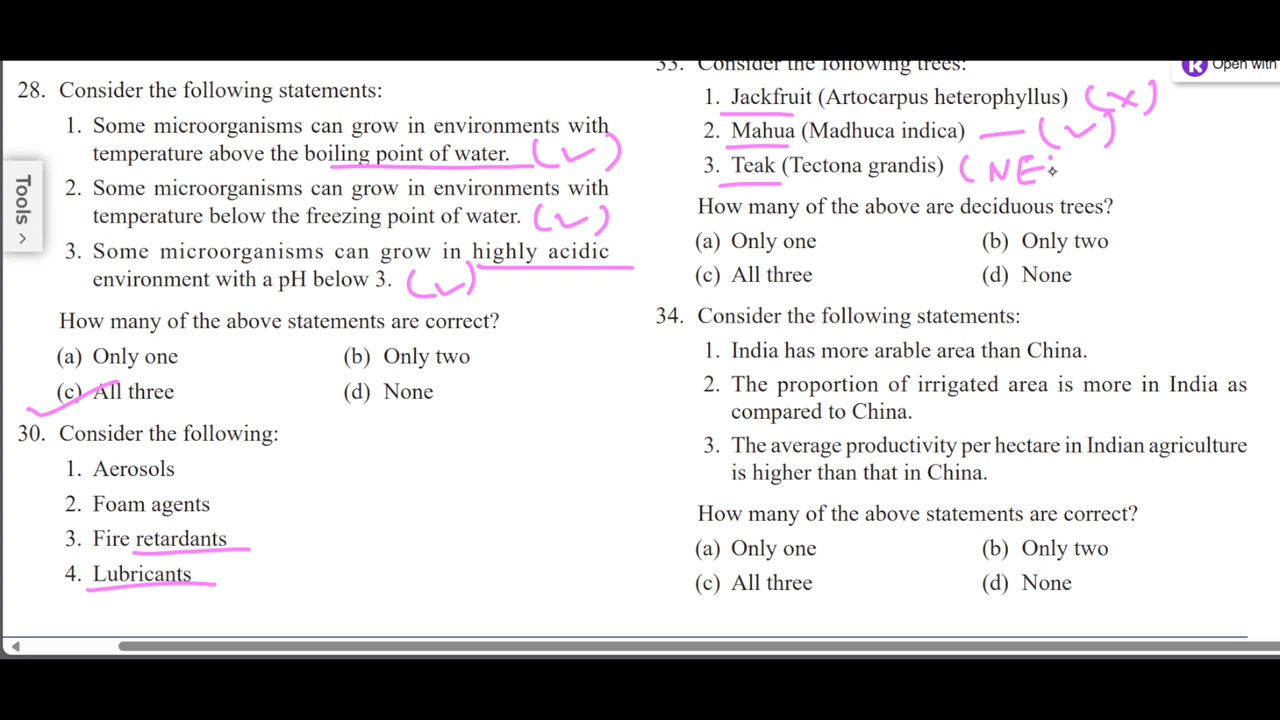 28. Consider the following statements:
1. Some microorganisms can grow in environments with
temperature above the boiling point of water.
2. Some microorganisms can grow in environments with
temperature below the freezing point of water.
3. Some microorganisms can grow in highly acidic
environment with a pH below 3.
How many of the above statements are correct?
(a) Only one (b) Only two
(c) All three (d) None
30. Consider the following:
1. Aerosols
2. Foam agents
3. Fire retardants
4. Lubricants
Tools
33. Consider the following trees:
1. Jackfruit (Artocarpus heterophyllus) (x)
2. Mahua (Madhuca indica)
3. Teak (Tectona grandis) (NE
How many of the above are deciduous trees?
(a) Only one (b) Only two
(c) All three (d) None
34. Consider the following statements:
1. India has more arable area than China.
2. The proportion of irrigated area is more in India as
compared to China.
3. The average productivity per hectare in Indian agriculture
is higher than that in China.
How many of the above statements are correct?
(a) Only one (b) Only two
(c) All three (d) None
K Open with